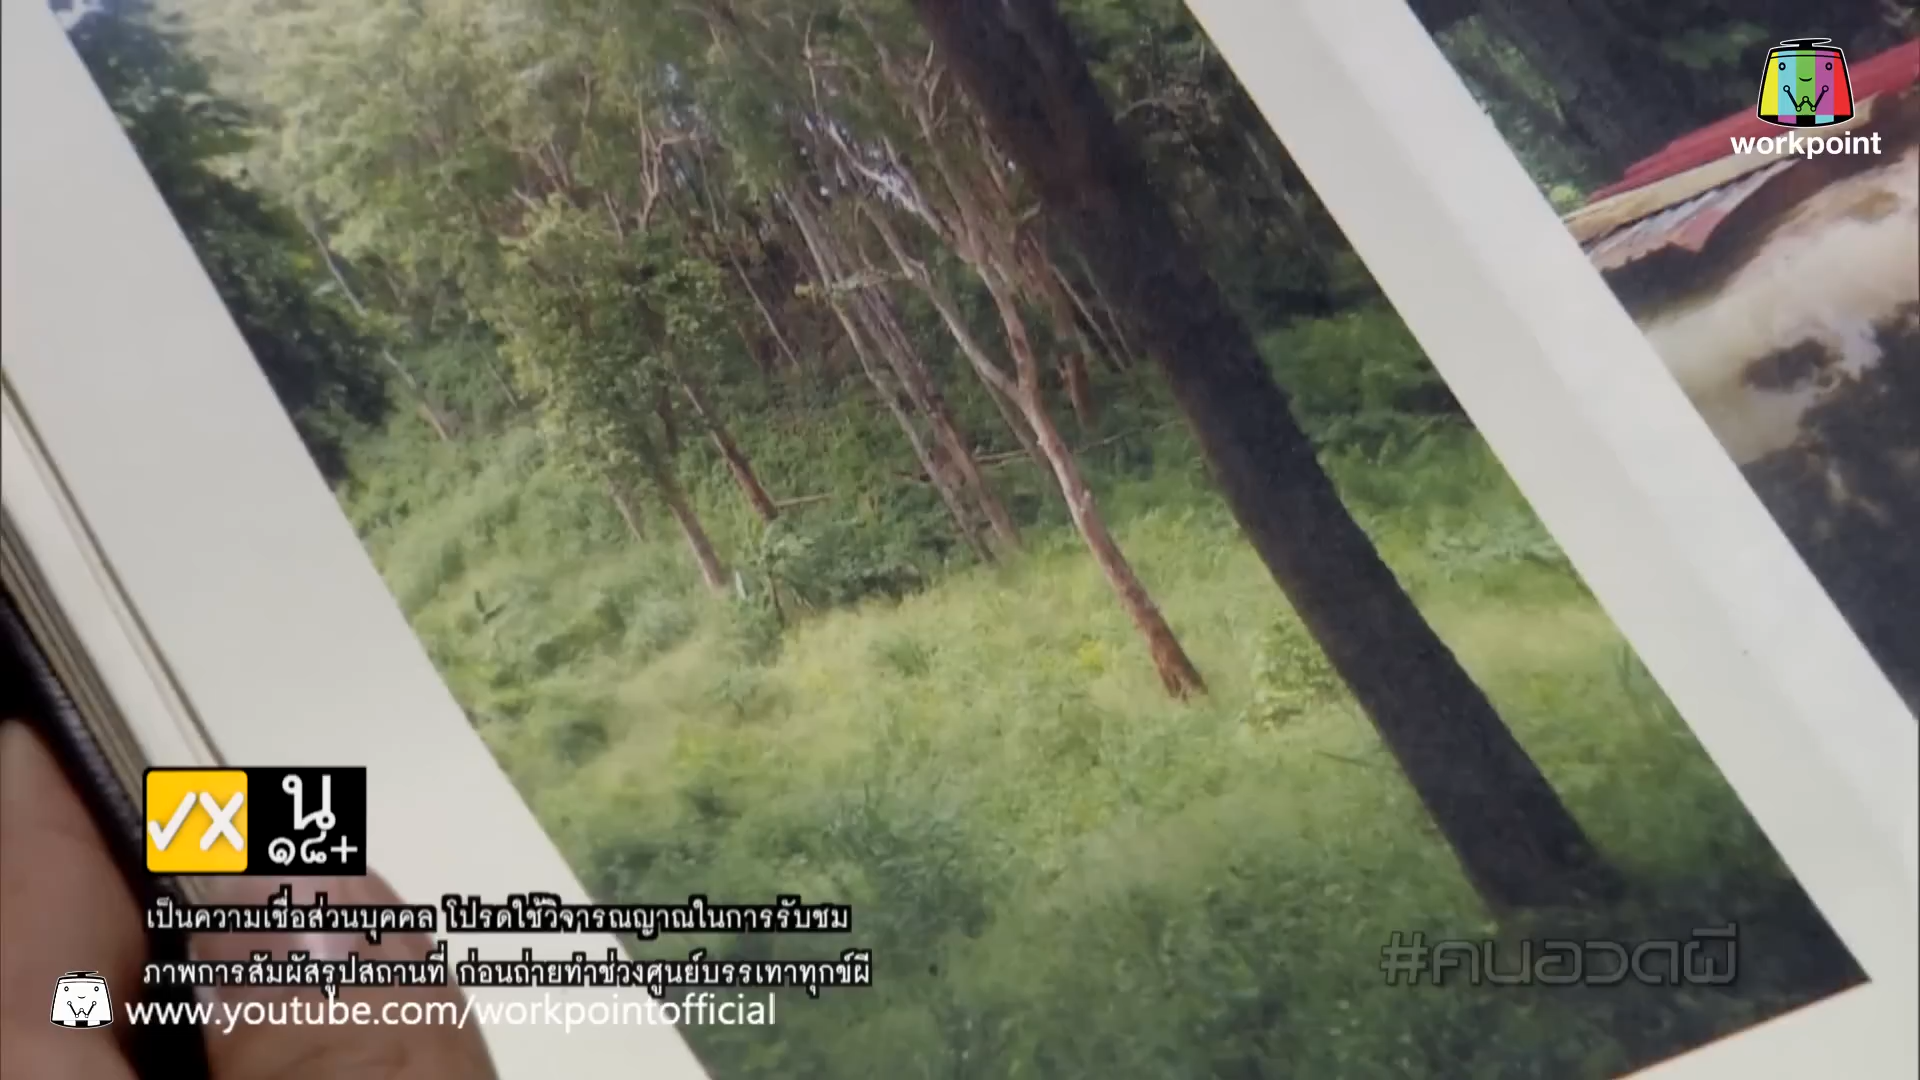 workpoint
น
๑๘+
เป็นความเชื่อส่วนบุคคล โปรดใช้วิจารณญาณในการรับชม
ภาพการสัมผัสรูปสถานที่ ก่อนถ่ายทำช่วงศูนย์บรรเทาทุกข์ผี
#คนอวดผี
www.youtube.com/workpointofficial